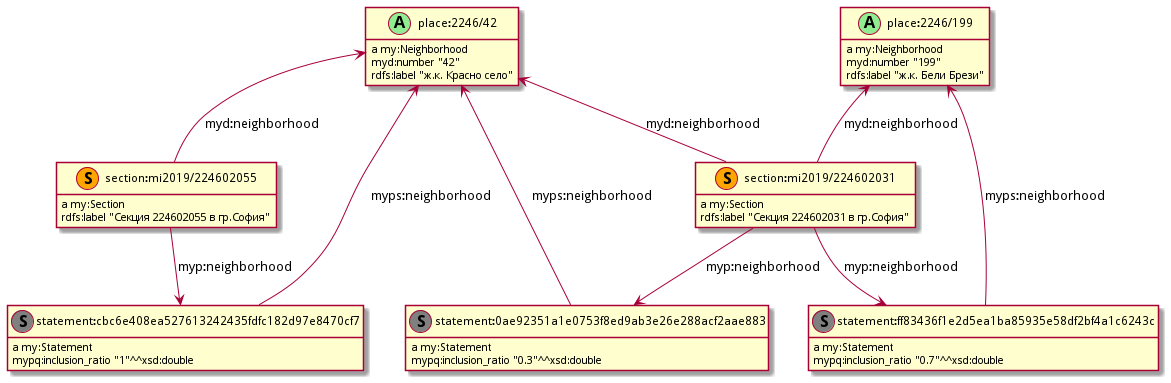 A place:2246/42
a my:Neighborhood
myd:number "42"
rdfs:label "ж.к. Красно село"
A place:2246/199
a my:Neighborhood
myd:number "199"
rdfs:label "ж.к. Бели Брези"
myd:neighborhood
myd:neighborhood
myd:neighborhood
S section:mi2019/224602055
a my:Section
rdfs:label "Секция 224602055 в гр.София"
myps:neighborhood
myps:neighborhood
S section:mi2019/224602031
a my:Section
rdfs:label "Секция 224602031 в гр.София"
myps:neighborhood
myp:neighborhood
myp:neighborhood
myp:neighborhood
S statement:cbc6e408ea527613242435fdfc182d97e8470cf7
a my:Statement
mypq:inclusion_ratio "1"^^xsd:double
S statement:0ae92351a1e0753f8ed9ab3e26e288acf2aae883
a my:Statement
mypq:inclusion_ratio "0.3"^^xsd:double
S statement:ff83436f1e2d5ea1ba85935e58df2bf4a1c6243c
a my:Statement
mypq:inclusion_ratio "0.7"^^xsd:double